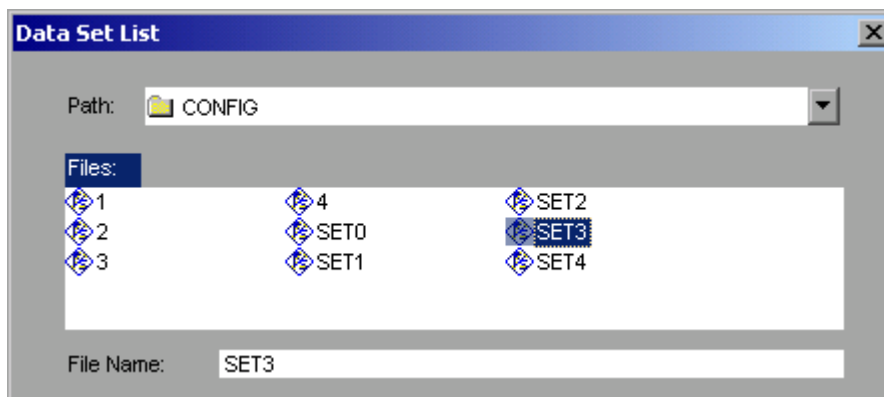 Data Set List
Path: CONFIG
Files:
1 4 SET2
2 SET0 SET3
3 SET1 SET4
File Name: SET3